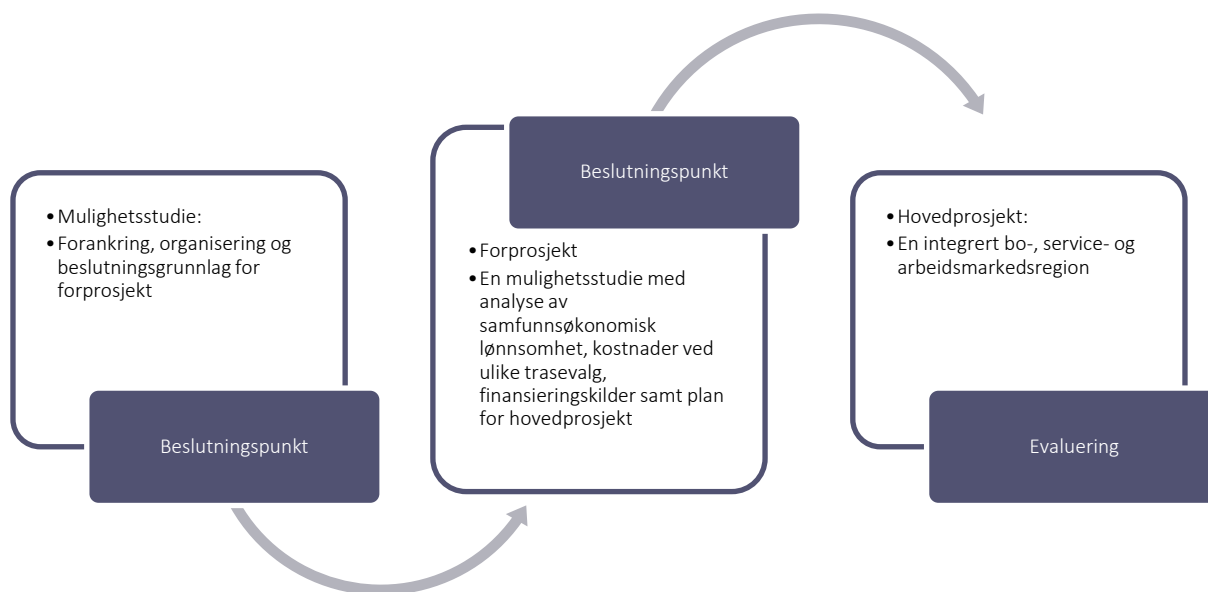 •Mulighetsstudie:
•Forankring, organisering og
beslutningsgrunnlag for
forprosjekt
Beslutningspunkt
Beslutningspunkt
•Forprosjekt
•En mulighetsstudie med
analyse av
samfunnsøkonomisk
lønnsomhet, kostnader ved
ulike trasevalg,
finansieringskilder samt plan
for hovedprosjekt
•Hovedprosjekt:
•En integrert bo-, service- og
arbeidsmarkedsregion
Evaluering